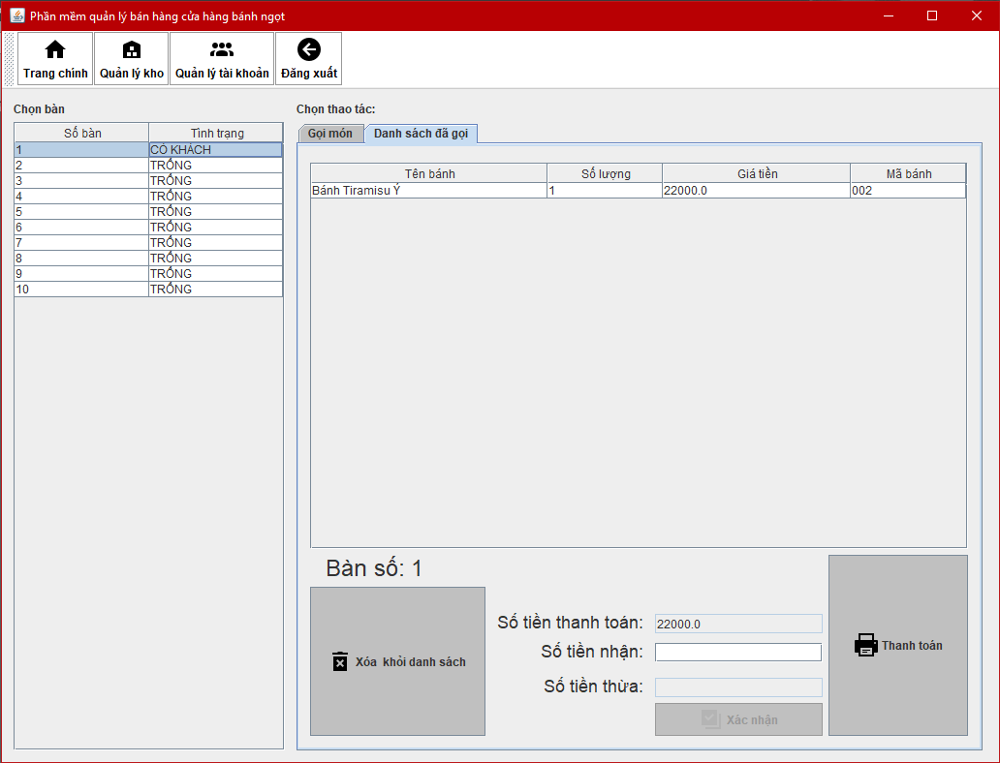 Phần mềm quản lý bán hàng cửa hàng bánh ngọt
Trang chính Quản lý kho Quản lý tài khoản Đăng xuất
Chọn bàn
Số bàn Tình trạng
1 CÓ KHÁCH
2 TRỐNG
3 TRỐNG
4 TRỐNG
5 TRỐNG
6 TRỐNG
7 TRỐNG
8 TRỐNG
9 TRỐNG
10 TRỐNG
Chọn thao tác:
Gọi món Danh sách đã gọi
Tên bánh Số lượng Giá tiền Mã bánh
Bánh Tiramisu Ý 1 22000.0 002
Bàn số: 1
Xóa khỏi danh sách
Số tiền thanh toán: 22000.0
Số tiền nhận:
Số tiền thừa:
Xác nhận
Thanh toán